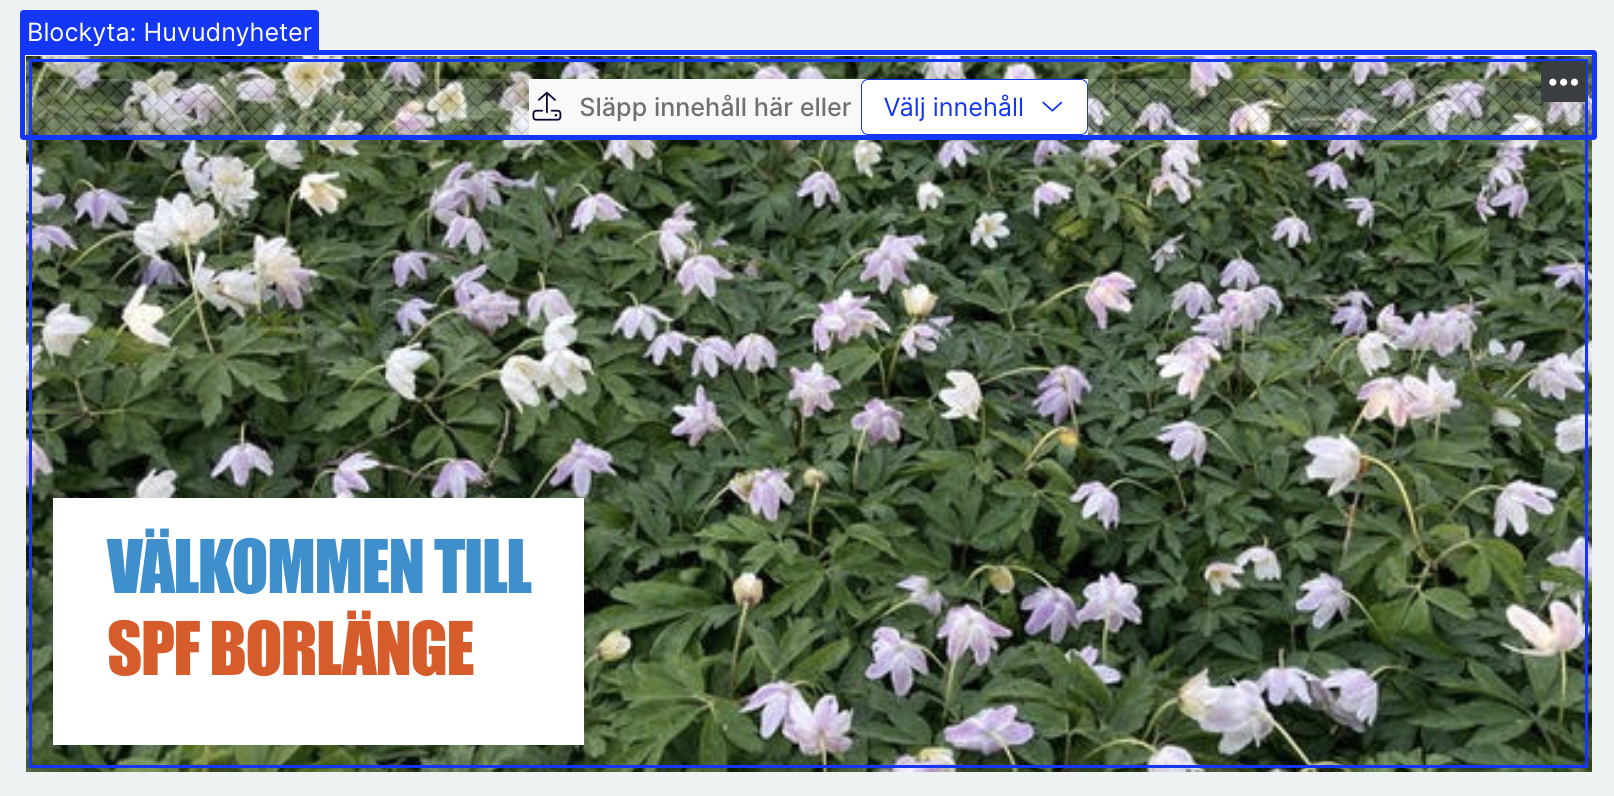 Blockyta: Huvudnyheter
Släpp innehåll här eller Välj innehåll
VÄLKOMMEN TILL
SPF BORLÄNGE